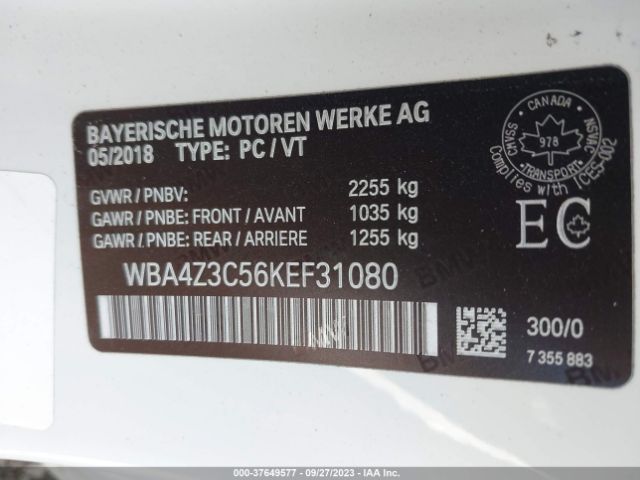 BAYERISCHE MOTOREN WERKE AG
05/2018 TYPE: PC / VT
GVWR / PNBV: 2255 kg
GAWR / PNBE: FRONT / AVANT 1035 kg
GAWR / PNBE: REAR / ARRIERE 1255 kg
WBA4Z3C56KEF31080
CANADA
CMVSS
978
NSVAC
TRANSPORT
Complies with ICES-002
EC
300/0
7 355 883
000-37649577 - 09/27/2023 - IAA Inc.